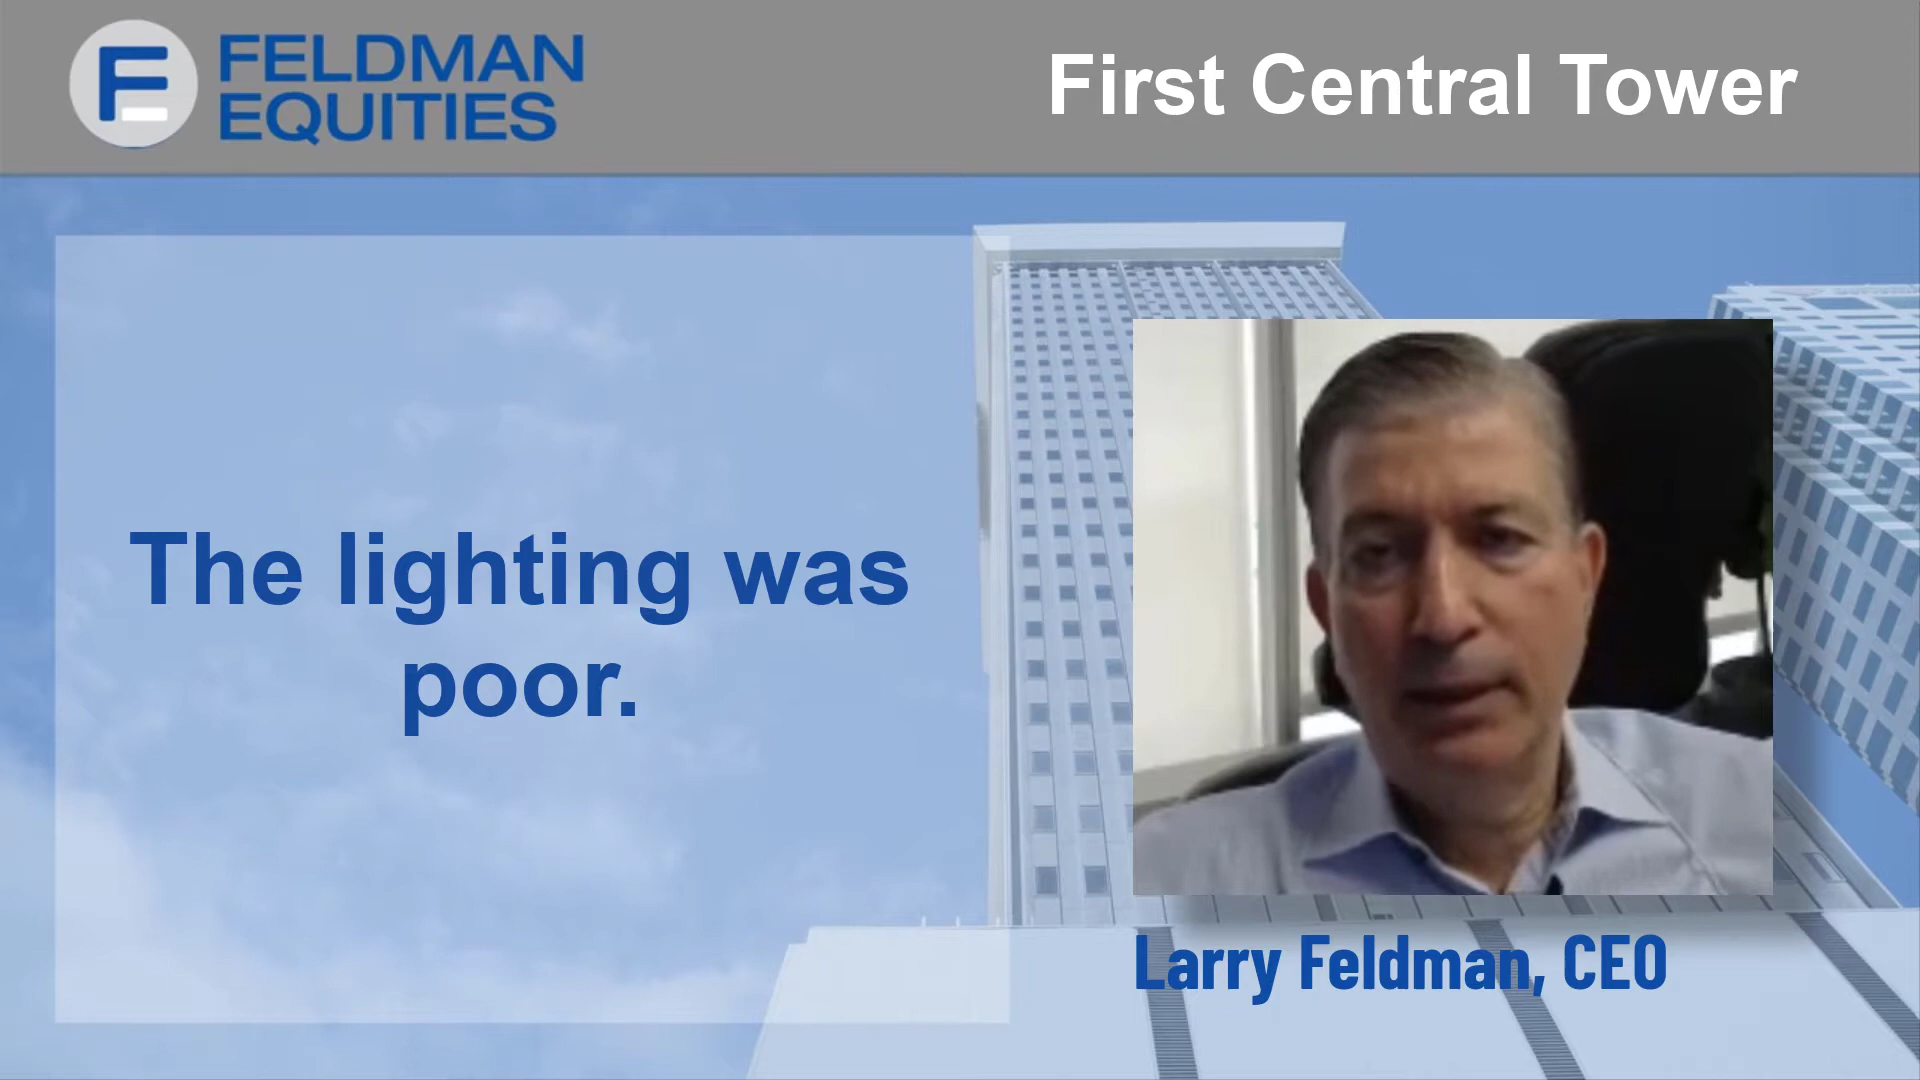 FELDMAN
EQUITIES
First Central Tower
The lighting was
poor.
Larry Feldman, CEO